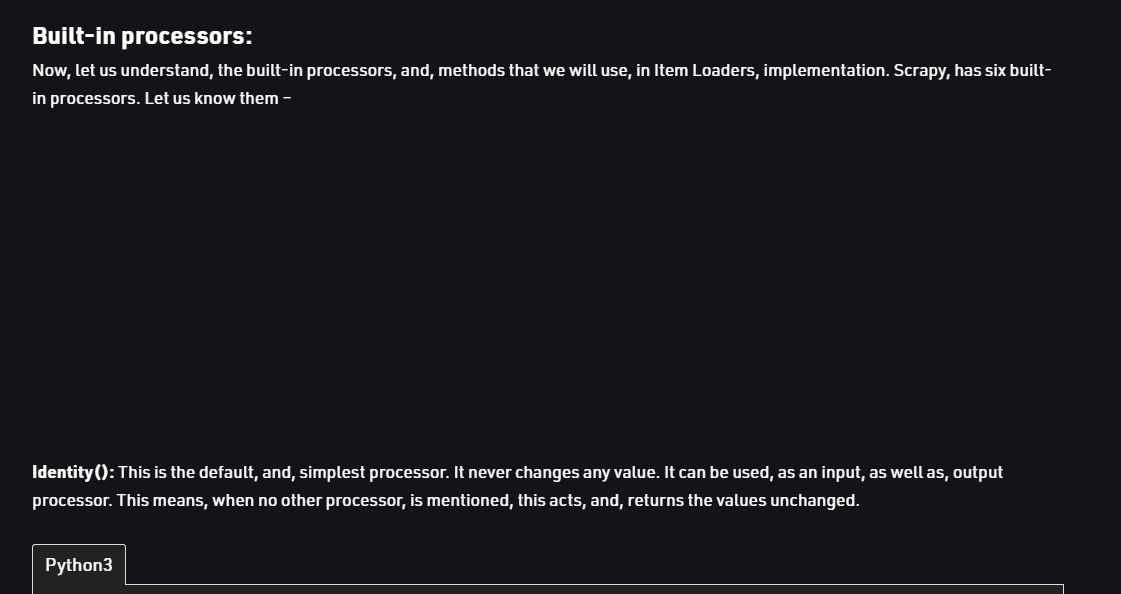 Built-in processors:
Now, let us understand, the built-in processors, and, methods that we will use, in Item Loaders, implementation. Scrapy, has six built-
in processors. Let us know them –
Identity(): This is the default, and, simplest processor. It never changes any value. It can be used, as an input, as well as, output
processor. This means, when no other processor, is mentioned, this acts, and, returns the values unchanged.
Python3